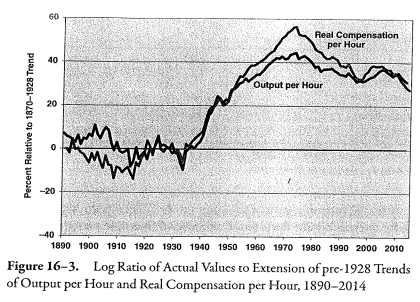 60
40
20
0
−20
−40
Percent Relative to 1870–1928 Trend
Real Compensation
per Hour
Output per Hour
1890 1900 1910 1920 1930 1940 1950 1960 1970 1980 1990 2000 2010
Figure 16–3. Log Ratio of Actual Values to Extension of pre-1928 Trends
of Output per Hour and Real Compensation per Hour, 1890–2014